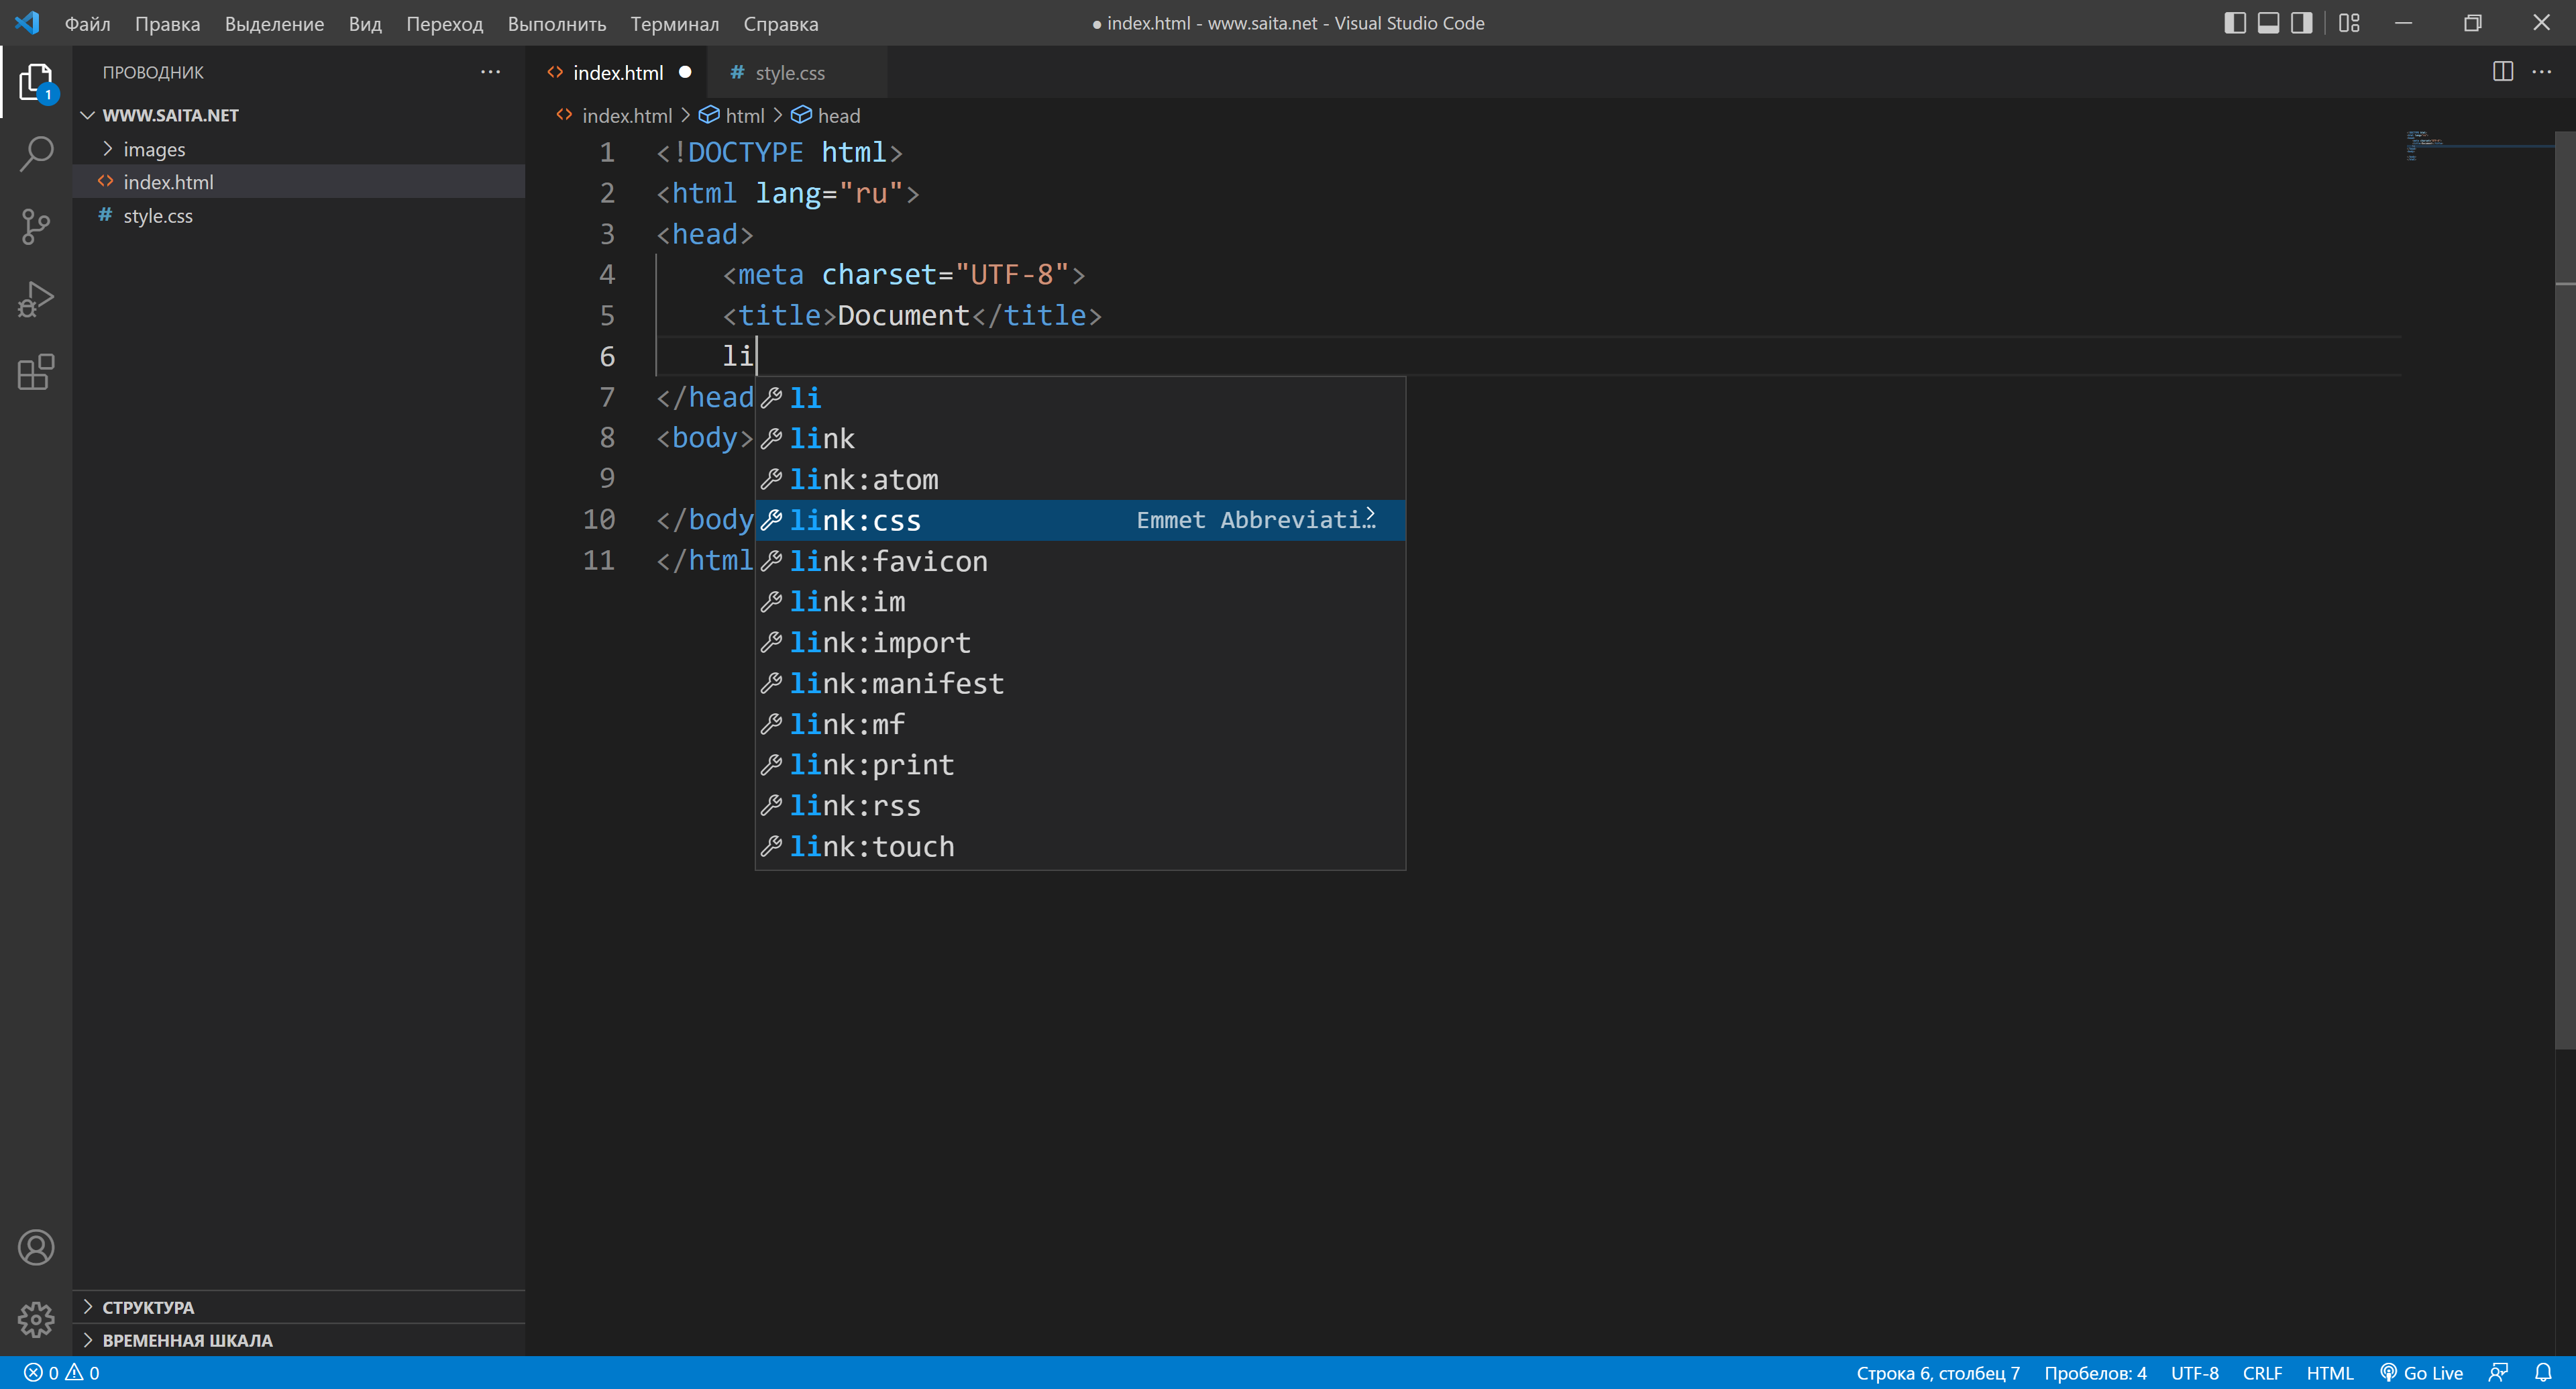 Файл Правка Выделение Вид Переход Выполнить Терминал Справка
● index.html - www.saita.net - Visual Studio Code
ПРОВОДНИК
1
WWW.SAITA.NET
images
index.html
style.css
СТРУКТУРА
ВРЕМЕННАЯ ШКАЛА
index.html
style.css
index.html > html > head
1 <!DOCTYPE html>
2 <html lang="ru">
3 <head>
4 <meta charset="UTF-8">
5 <title>Document</title>
6 li
7 </head
8 <body>
9
10 </body
11 </html
li
link
link:atom
link:css Emmet Abbreviati…
link:favicon
link:im
link:import
link:manifest
link:mf
link:print
link:rss
link:touch
0 0
Строка 6, столбец 7 Пробелов: 4 UTF-8 CRLF HTML Go Live